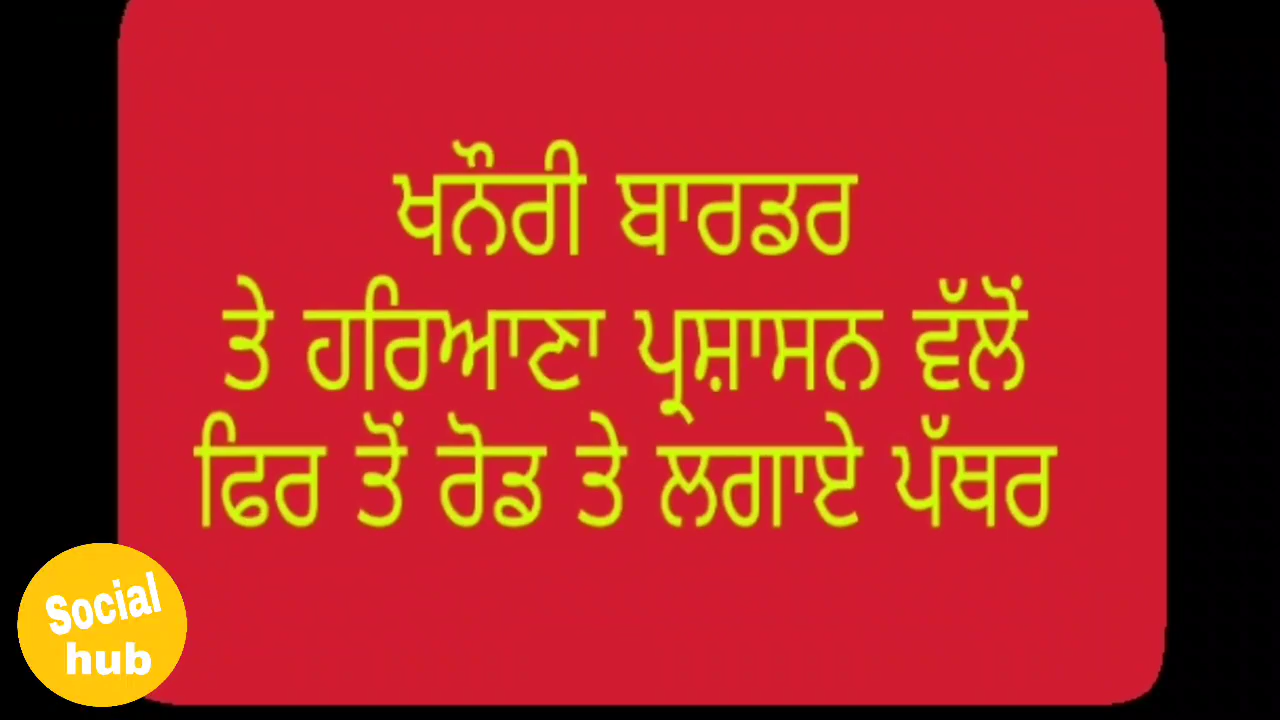 ਖਨੌਰੀ ਬਾਰਡਰ
ਤੇ ਹਰਿਆਣਾ ਪ੍ਰਸ਼ਾਸਨ ਵੱਲੋਂ
ਫਿਰ ਤੋਂ ਰੋਡ ਤੇ ਲਗਾਏ ਪੱਥਰ
Social
hub